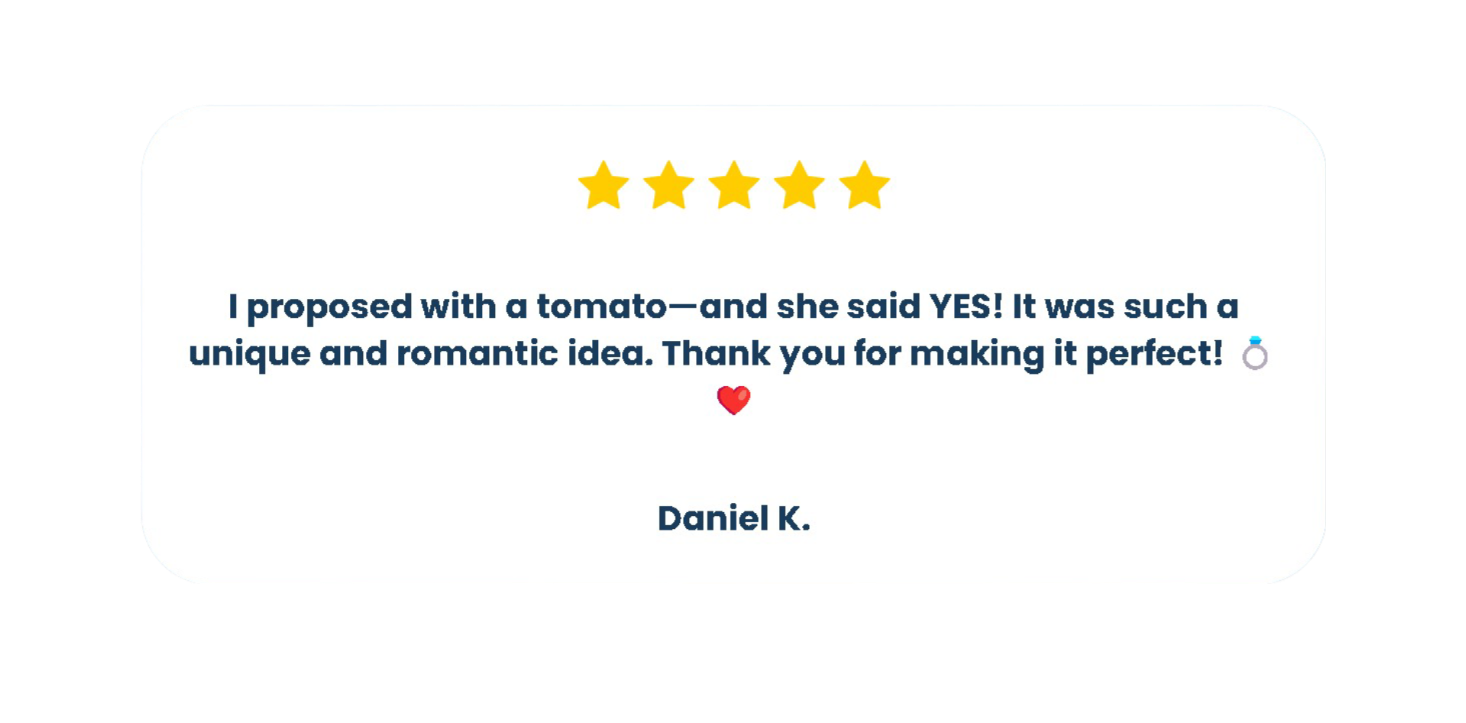 I proposed with a tomato—and she said YES! It was such a
unique and romantic idea. Thank you for making it perfect! 💍
❤️
Daniel K.